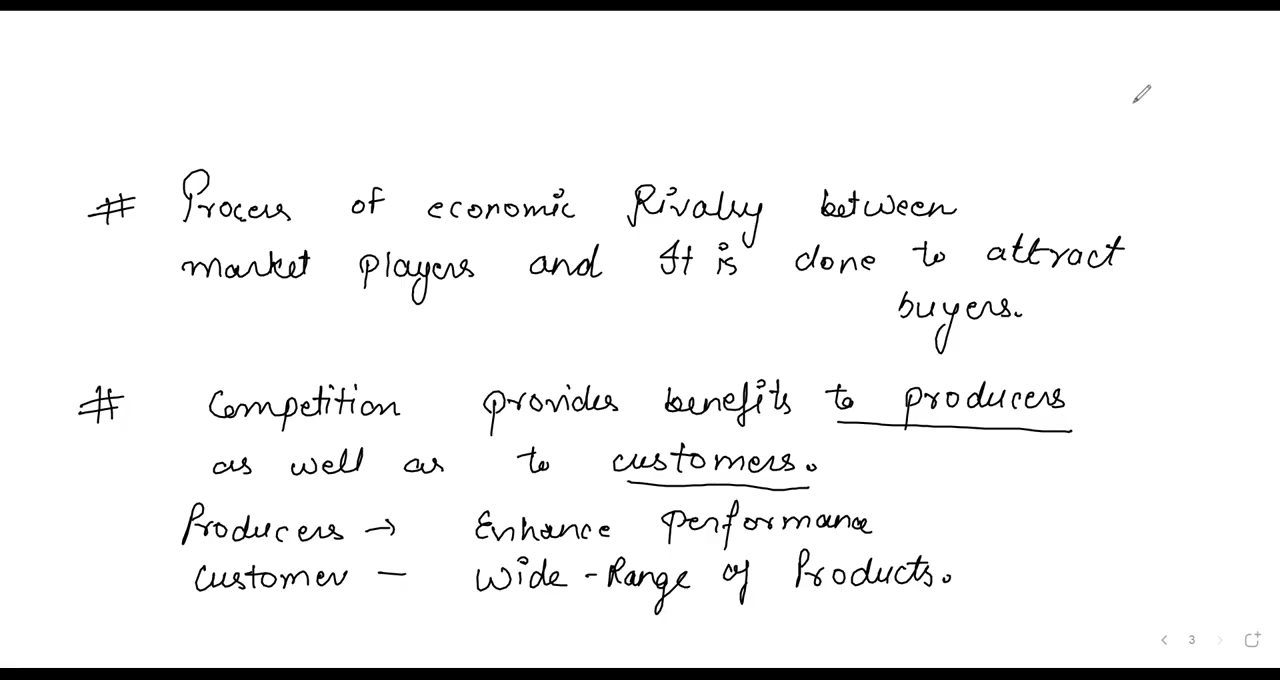 # Process of economic Rivalry between
market players and It is done to attract
buyers.
# Competition provides benefits to producers
as well as to customers.
Producers → Enhance Performance
Customer - Wide-Range of Products.
3